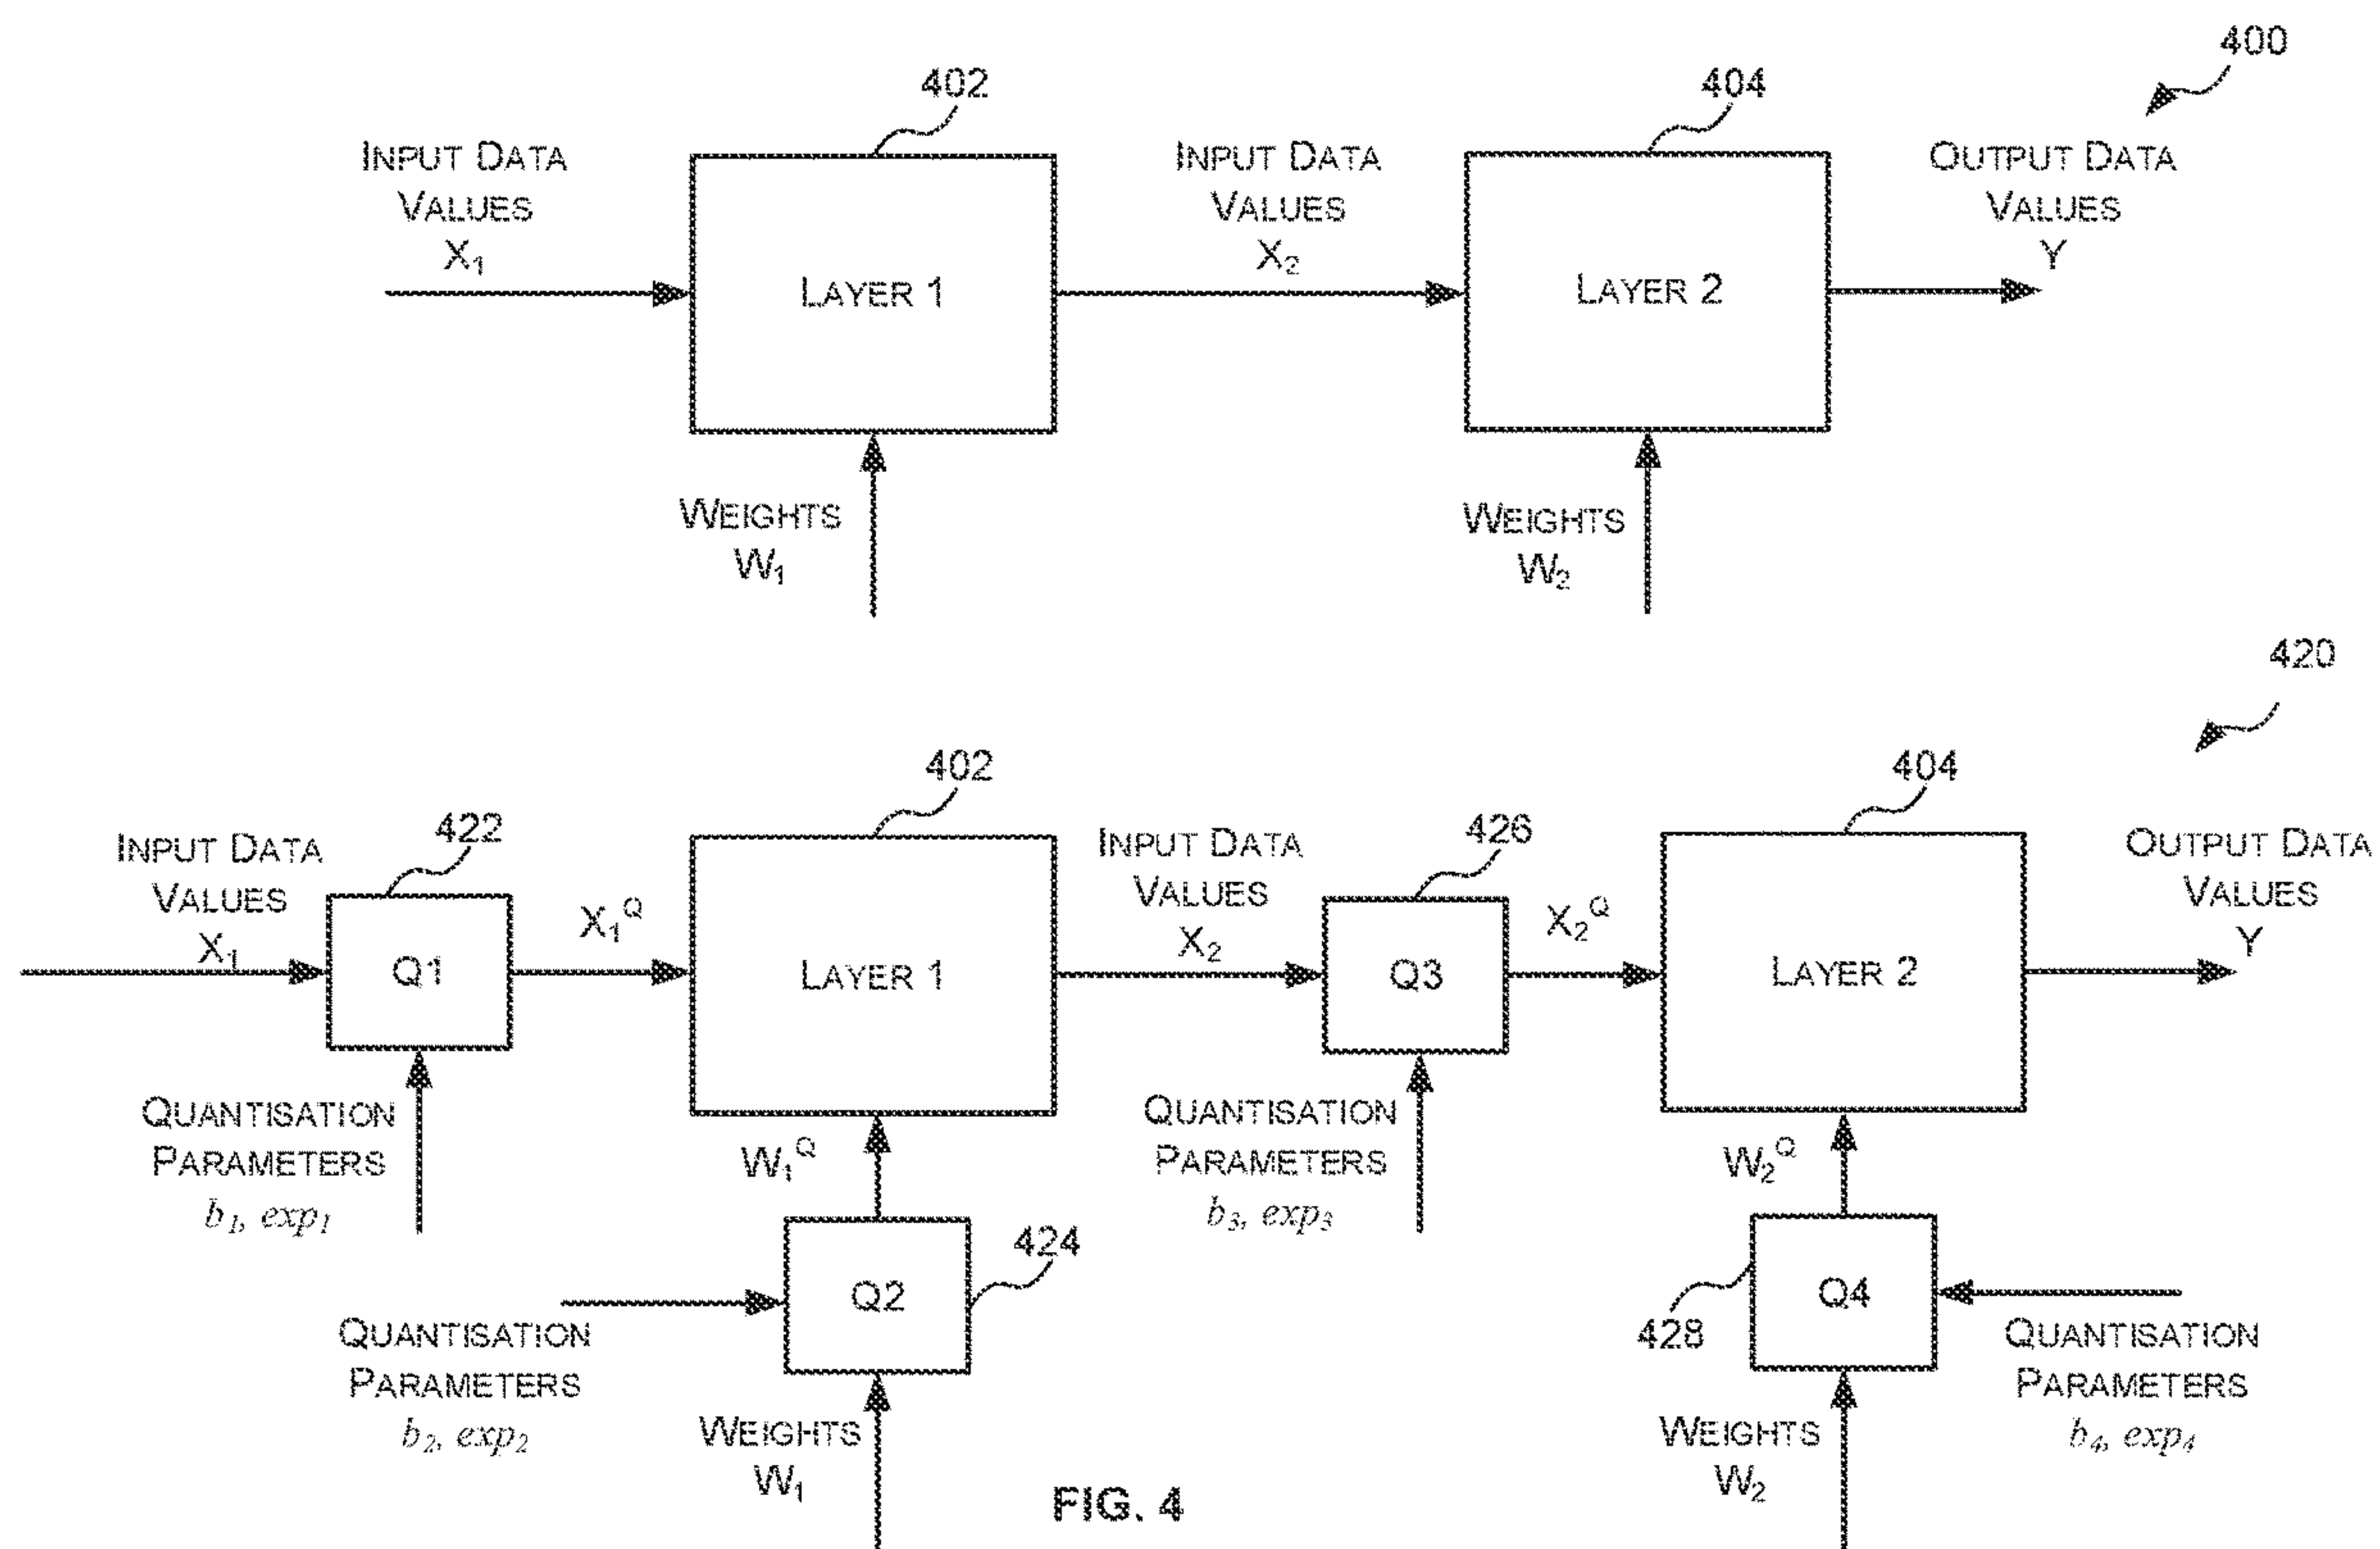 400
402
404
INPUT DATA
VALUES
X₁
INPUT DATA
VALUES
X₂
OUTPUT DATA
VALUES
Y
LAYER 1
LAYER 2
WEIGHTS
W₁
WEIGHTS
W₂
420
402
404
422
426
INPUT DATA
VALUES
X₁
Q1
X₁Q
LAYER 1
INPUT DATA
VALUES
X₂
Q3
X₂Q
LAYER 2
OUTPUT DATA
VALUES
Y
QUANTISATION
PARAMETERS
b₁, exp₁
W₁Q
QUANTISATION
PARAMETERS
b₃, exp₃
W₂Q
424
Q2
QUANTISATION
PARAMETERS
b₂, exp₂
WEIGHTS
W₁
428
Q4
QUANTISATION
PARAMETERS
b₄, exp₄
WEIGHTS
W₂
FIG. 4